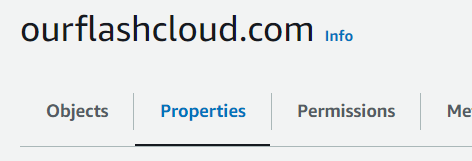 ourflashcloud.com Info
Objects Properties Permissions